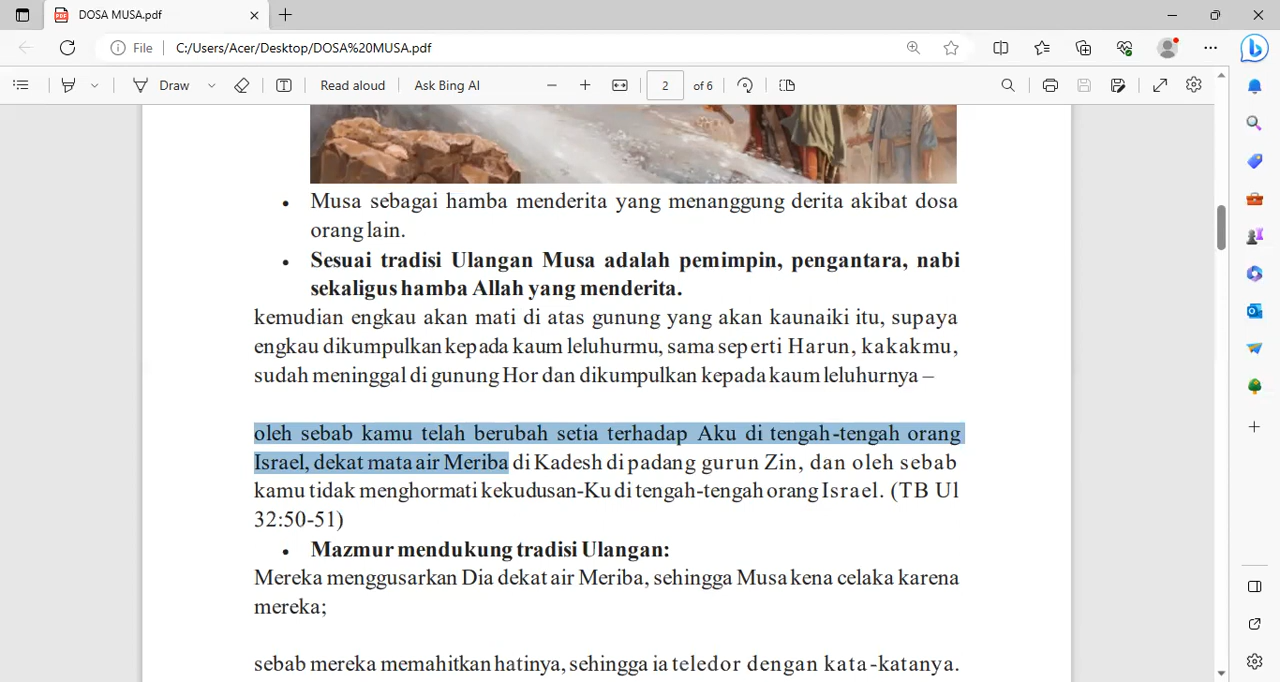 DOSA MUSA.pdf
File C:/Users/Acer/Desktop/DOSA%20MUSA.pdf
Draw Read aloud Ask Bing AI 2 of 6
• Musa sebagai hamba menderita yang menanggung derita akibat dosa
orang lain.
• Sesuai tradisi Ulangan Musa adalah pemimpin, pengantara, nabi
sekaligus hamba Allah yang menderita.
kemudian engkau akan mati di atas gunung yang akan kaunaiki itu, supaya
engkau dikumpulkan kepada kaum leluhurmu, sama seperti Harun, kakakmu,
sudah meninggal di gunung Hor dan dikumpulkan kepada kaum leluhurnya –
oleh sebab kamu telah berubah setia terhadap Aku di tengah-tengah orang
Israel, dekat mata air Meriba di Kadesh di padang gurun Zin, dan oleh sebab
kamu tidak menghormati kekudusan-Ku di tengah-tengah orang Israel. (TB Ul
32:50-51)
• Mazmur mendukung tradisi Ulangan:
Mereka menggusarkan Dia dekat air Meriba, sehingga Musa kena celaka karena
mereka;
sebab mereka memahitkan hatinya, sehingga ia teledor dengan kata-katanya.